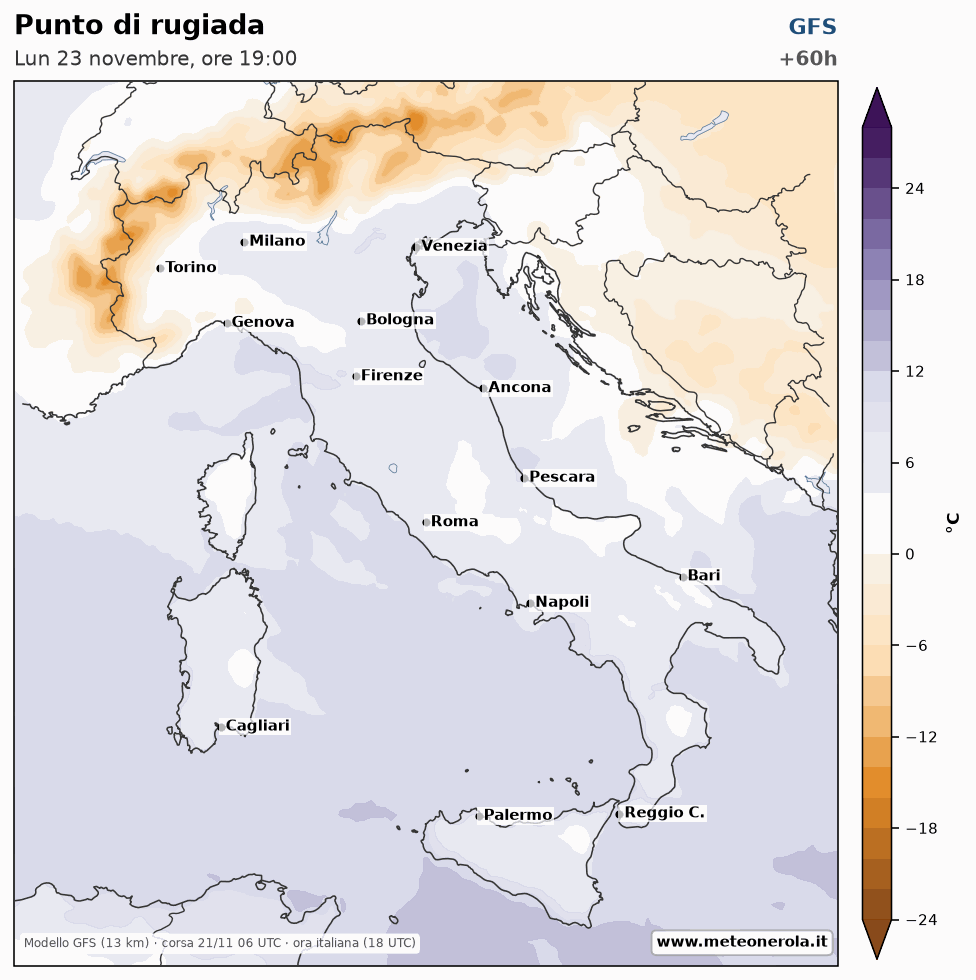 Punto di rugiada
GFS
Lun 23 novembre, ore 19:00
+60h
Milano
Venezia
Torino
Genova
Bologna
Firenze
Ancona
Pescara
Roma
Bari
Napoli
Cagliari
Palermo
Reggio C.
24
18
12
6
0
−6
−12
−18
−24
°C
Modello GFS (13 km) · corsa 21/11 06 UTC · ora italiana (18 UTC)
www.meteonerola.it